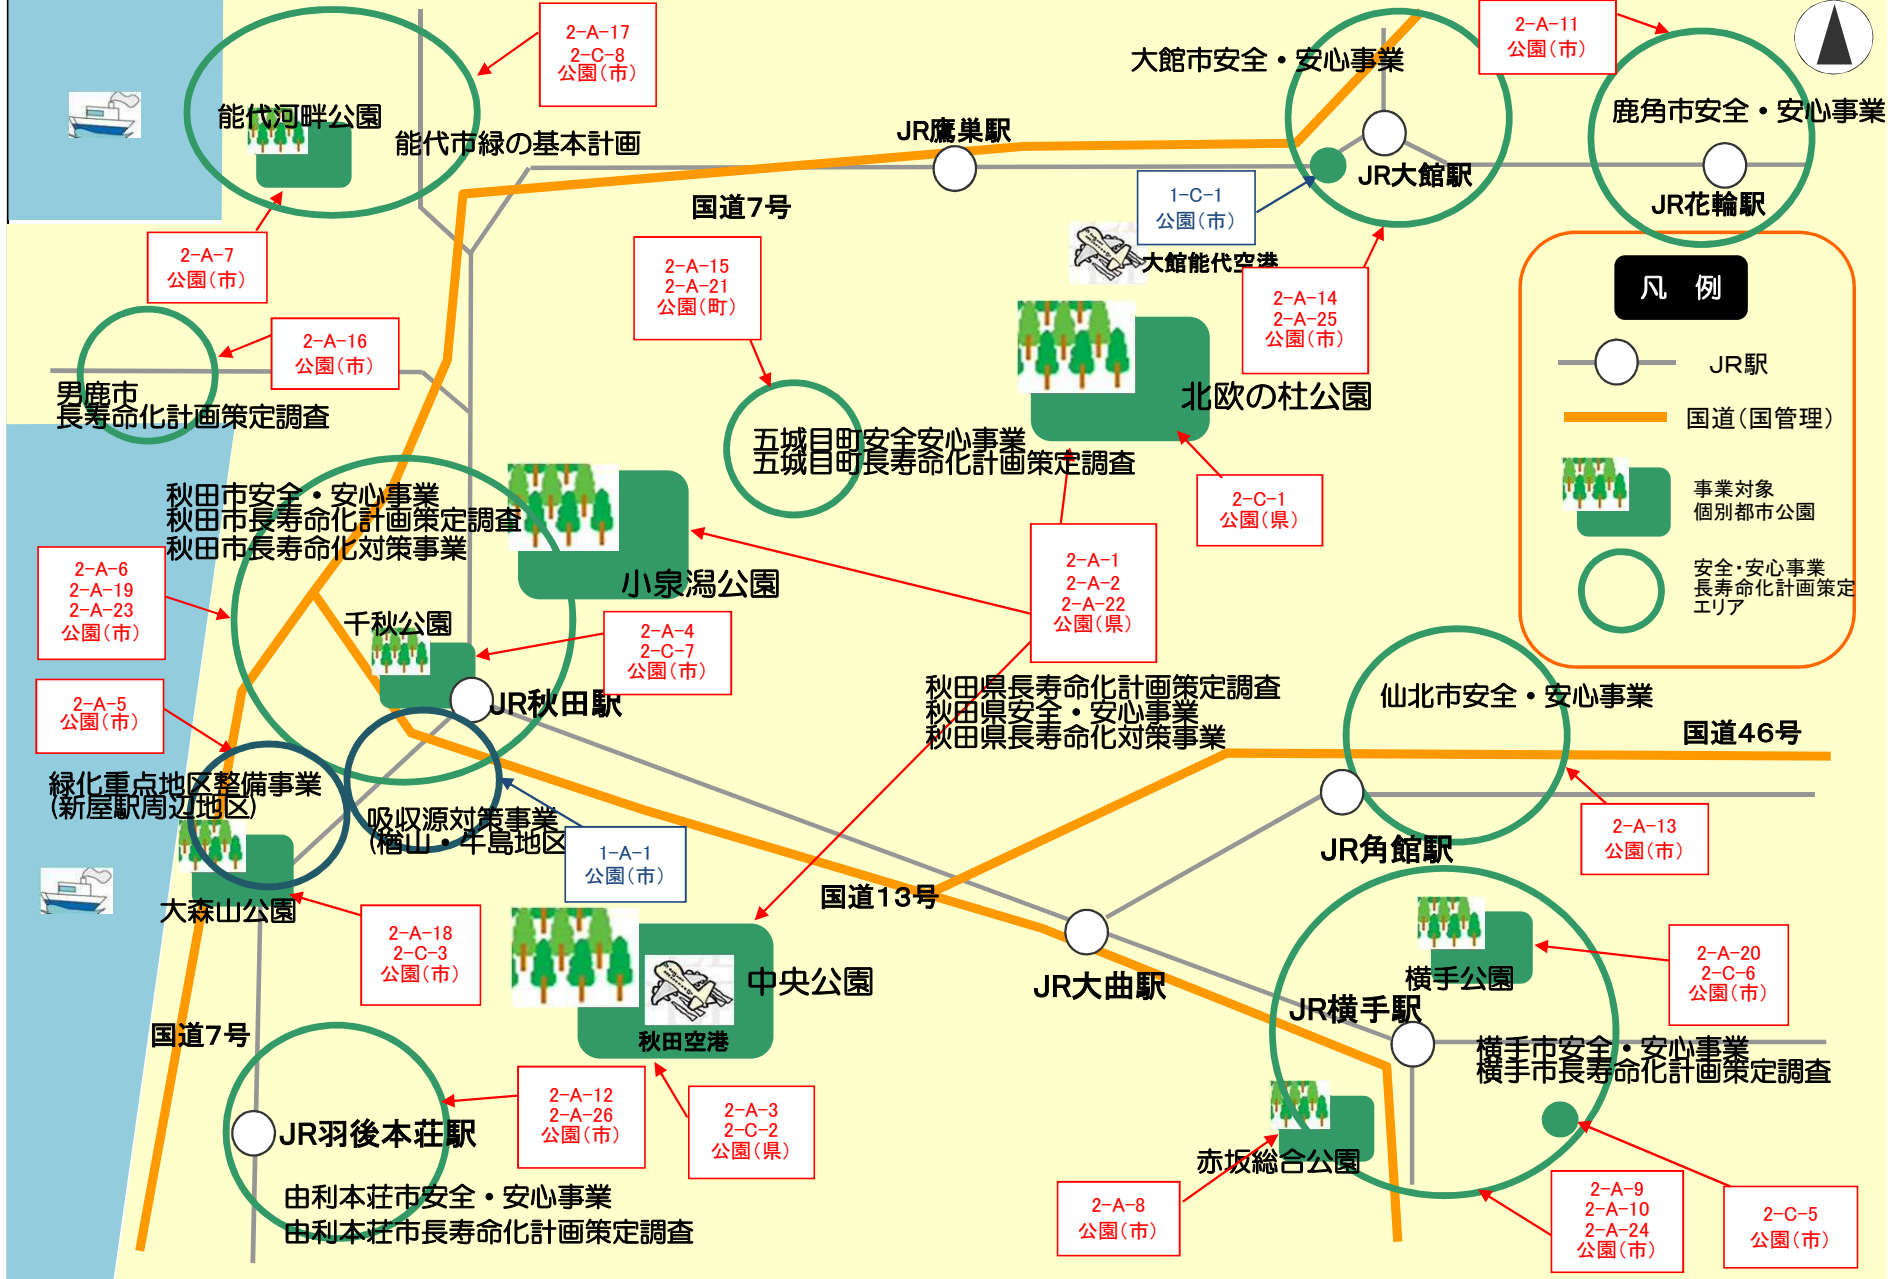 2-A-17
2-C-8
公園(市)
2-A-11
公園(市)
大館市安全・安心事業
能代河畔公園
能代市緑の基本計画
JR鷹巣駅
鹿角市安全・安心事業
JR大館駅
1-C-1
公園(市)
国道7号
JR花輪駅
2-A-7
公園(市)
2-A-15
2-A-21
公園(町)
大館能代空港
2-A-14
2-A-25
公園(市)
凡 例
JR駅
国道(国管理)
事業対象
個別都市公園
安全・安心事業
長寿命化計画策定
エリア
2-A-16
公園(市)
男鹿市
長寿命化計画策定調査
北欧の杜公園
五城目町安全安心事業
五城目町長寿命化計画策定調査
2-C-1
公園(県)
秋田市安全・安心事業
秋田市長寿命化計画策定調査
秋田市長寿命化対策事業
小泉潟公園
2-A-6
2-A-19
2-A-23
公園(市)
2-A-1
2-A-2
2-A-22
公園(県)
千秋公園
2-A-4
2-C-7
公園(市)
JR秋田駅
2-A-5
公園(市)
秋田県長寿命化計画策定調査
秋田県安全・安心事業
秋田県長寿命化対策事業
仙北市安全・安心事業
国道46号
緑化重点地区整備事業
(新屋駅周辺地区)
吸収源対策事業
(楢山・牛島地区
1-A-1
公園(市)
JR角館駅
2-A-13
公園(市)
国道13号
大森山公園
2-A-18
2-C-3
公園(市)
中央公園
秋田空港
JR大曲駅
横手公園
2-A-20
2-C-6
公園(市)
JR横手駅
国道7号
横手市安全・安心事業
横手市長寿命化計画策定調査
2-A-12
2-A-26
公園(市)
2-A-3
2-C-2
公園(県)
JR羽後本荘駅
赤坂総合公園
由利本荘市安全・安心事業
由利本荘市長寿命化計画策定調査
2-A-8
公園(市)
2-A-9
2-A-10
2-A-24
公園(市)
2-C-5
公園(市)